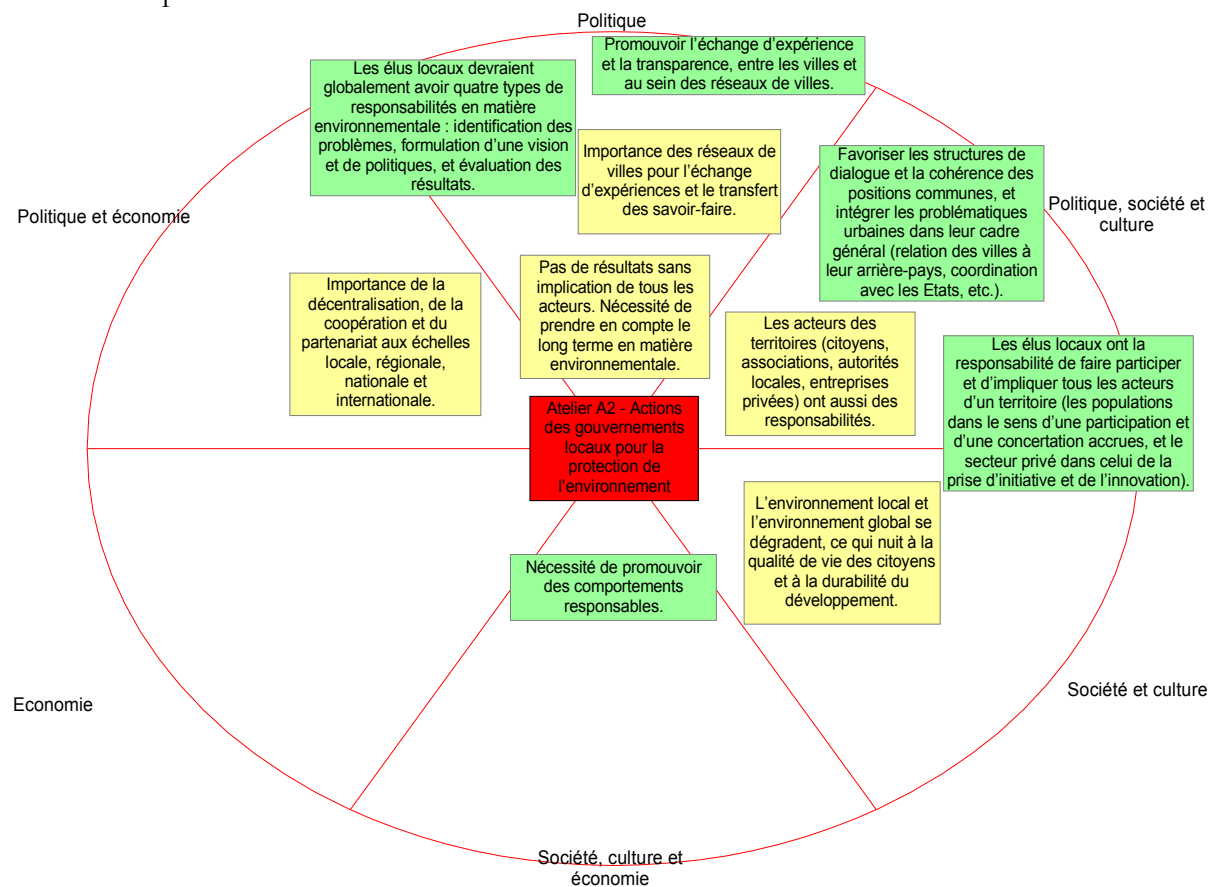 Politique
Promouvoir l’échange d’expérience
et la transparence, entre les villes et
au sein des réseaux de villes.
Les élus locaux devraient
globalement avoir quatre types de
responsabilités en matière
environnementale : identification des
problèmes, formulation d’une vision
et de politiques, et évaluation des
résultats.
Importance des réseaux de
villes pour l’échange
d’expériences et le transfert
des savoir-faire.
Favoriser les structures de
dialogue et la cohérence des
positions communes, et
intégrer les problématiques
urbaines dans leur cadre
général (relation des villes à
leur arrière-pays, coordination
avec les Etats, etc.).
Politique et économie
Politique, société et
culture
Importance de la
décentralisation, de la
coopération et du
partenariat aux échelles
locale, régionale,
nationale et
internationale.
Pas de résultats sans
implication de tous les
acteurs. Nécessité de
prendre en compte le
long terme en matière
environnementale.
Les acteurs des
territoires (citoyens,
associations, autorités
locales, entreprises
privées) ont aussi des
responsabilités.
Les élus locaux ont la
responsabilité de faire participer
et d’impliquer tous les acteurs
d’un territoire (les populations
dans le sens d’une participation et
d’une concertation accrues, et le
secteur privé dans celui de la
prise d’initiative et de l’innovation).
Atelier A2 - Actions
des gouvernements
locaux pour la
protection de
l’environnement
L’environnement local et
l’environnement global se
dégradent, ce qui nuit à la
qualité de vie des citoyens
et à la durabilité du
développement.
Nécessité de promouvoir
des comportements
responsables.
Economie
Société et culture
Société, culture et
économie